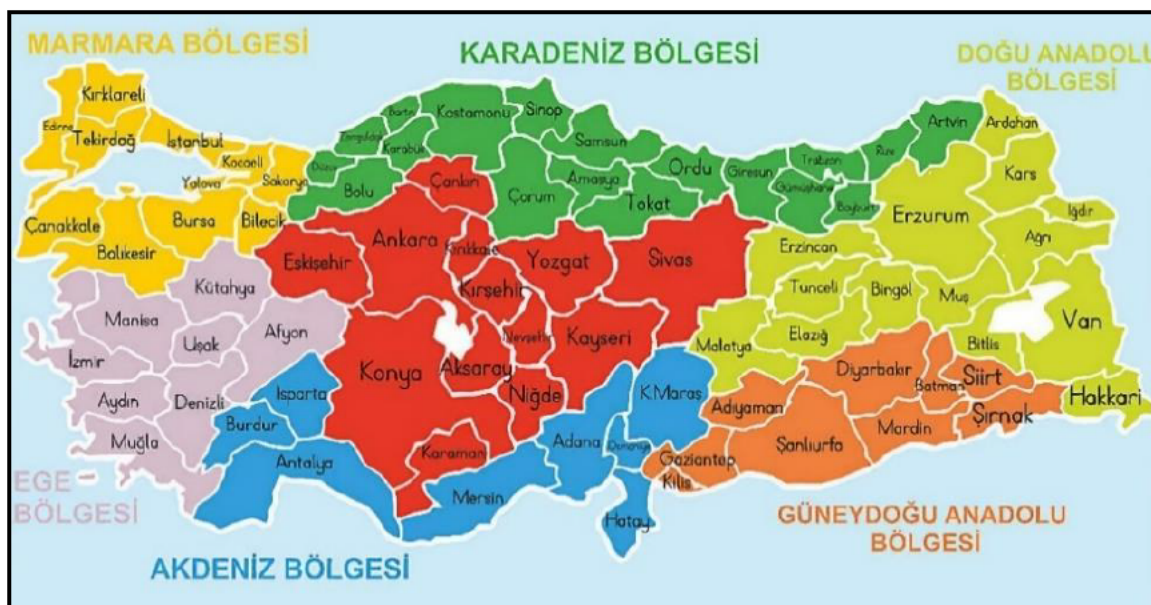 MARMARA BÖLGESİ
KARADENİZ BÖLGESİ
DOĞU ANADOLU
BÖLGESİ
Kırklareli
Edirne
Tekirdağ
İstanbul
Kocaeli
Yalova
Sakarya
Çanakkale
Balıkesir
Bursa
Bilecik
Düzce
Zonguldak
Bartın
Karabük
Bolu
Kastamonu
Sinop
Çorum
Samsun
Amasya
Tokat
Ordu
Giresun
Trabzon
Gümüşhane
Bayburt
Rize
Artvin
Ardahan
Kars
Iğdır
Ağrı
Erzurum
Erzincan
Tunceli
Bingöl
Muş
Van
Bitlis
Elazığ
Malatya
Hakkari
Çankırı
Ankara
Eskişehir
Kırıkkale
Yozgat
Sivas
Kırşehir
Nevşehir
Kayseri
Konya
Aksaray
Niğde
Karaman
Kütahya
Manisa
Uşak
Afyon
İzmir
Aydın
Denizli
Muğla
Isparta
Burdur
Antalya
Mersin
Adana
Osmaniye
K.Maraş
Hatay
Diyarbakır
Batman
Siirt
Şırnak
Adıyaman
Şanlıurfa
Mardin
Gaziantep
Kilis
EGE
BÖLGESİ
AKDENİZ BÖLGESİ
GÜNEYDOĞU ANADOLU
BÖLGESİ